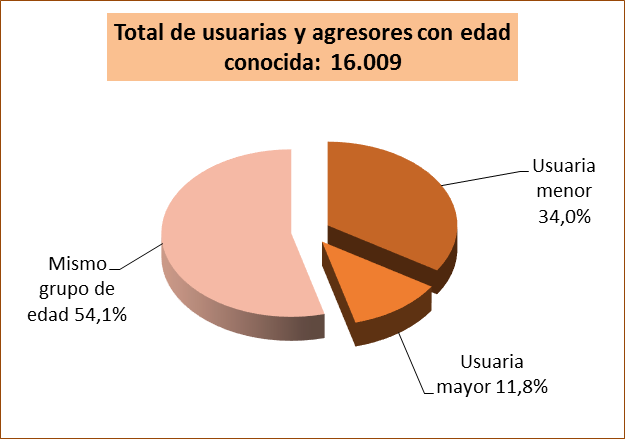 Total de usuarias y agresores con edad
conocida: 16.009
Usuaria
menor
34,0%
Mismo
grupo de
edad 54,1%
Usuaria
mayor 11,8%